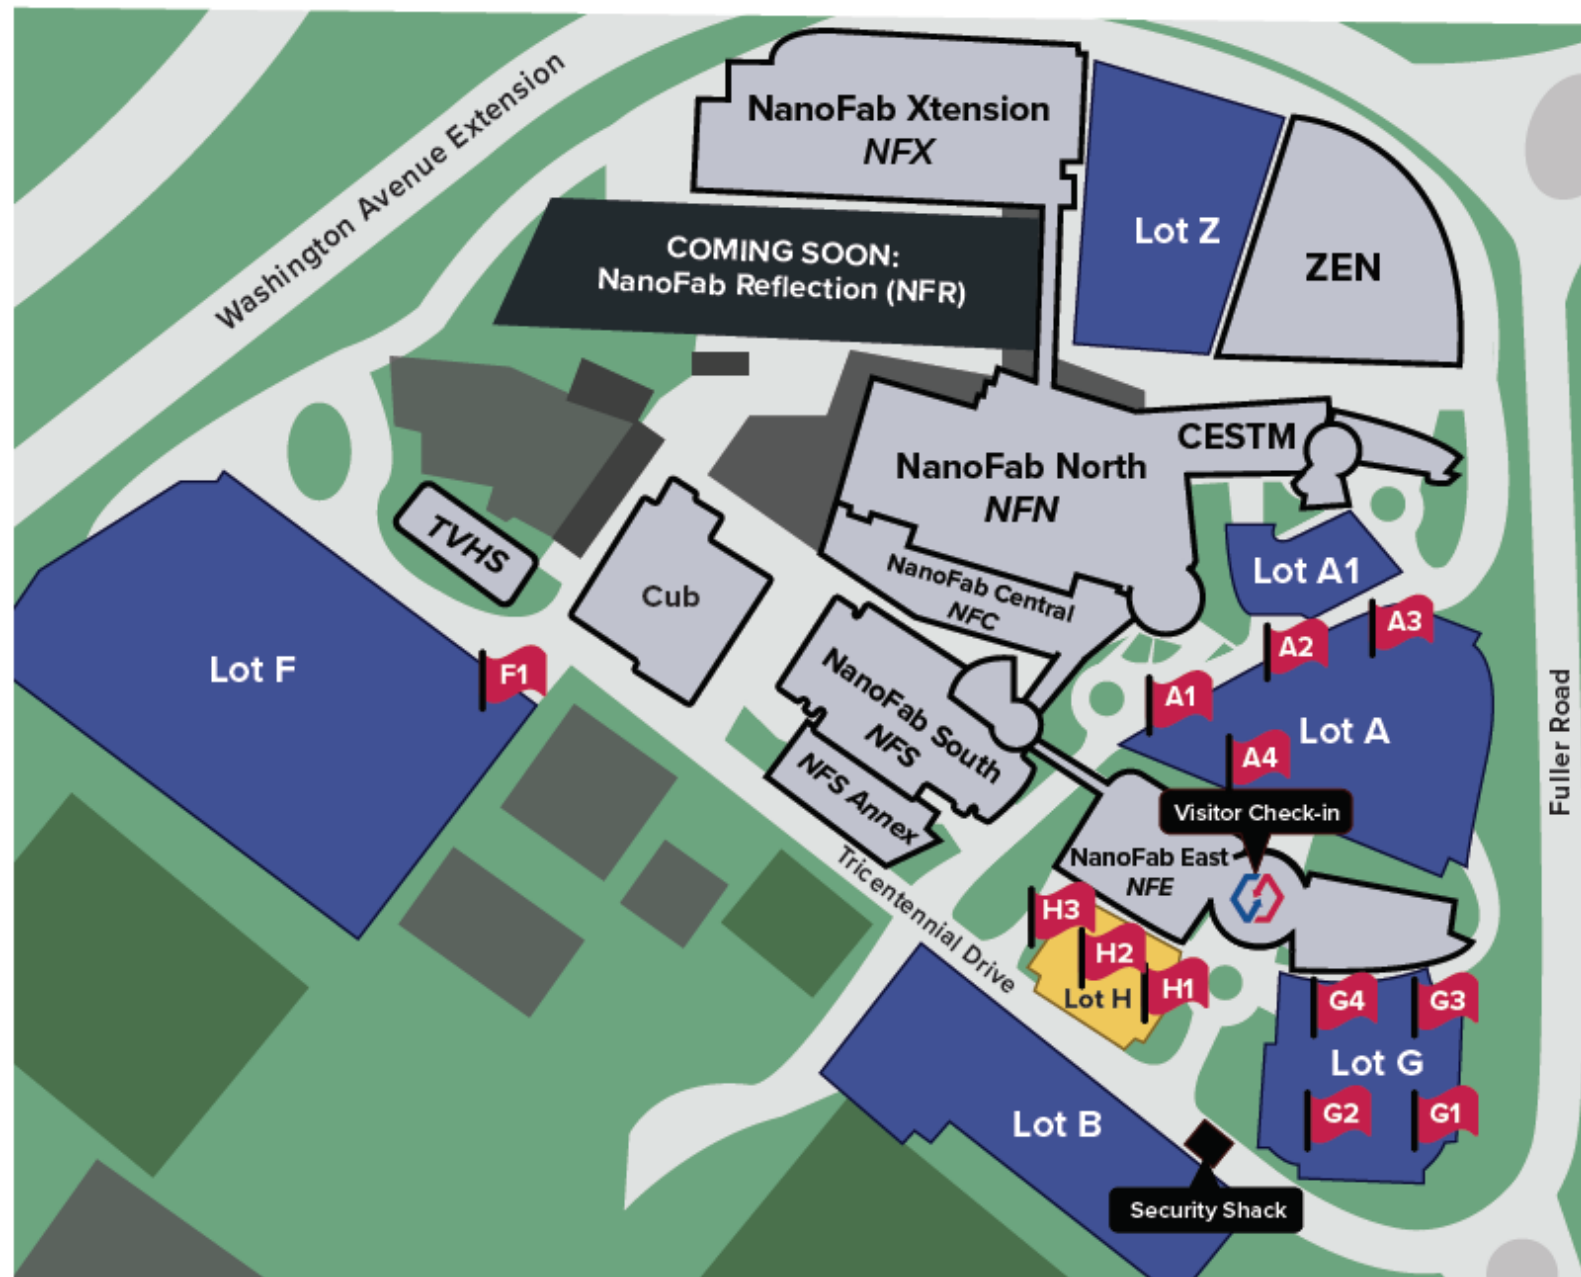 Washington Avenue Extension
NanoFab Xtension
NFX
COMING SOON:
NanoFab Reflection (NFR)
Lot Z
ZEN
CESTM
NanoFab North
NFN
TVHS
Cub
NanoFab Central
NFC
Lot A1
A3
A2
A1
Lot A
A4
Lot F
F1
NanoFab South
NFS
NFS Annex
Fuller Road
Visitor Check-in
NanoFab East
NFE
Tricentennial Drive
H3
H2
H1
Lot H
G4
G3
Lot G
G2
G1
Lot B
Security Shack